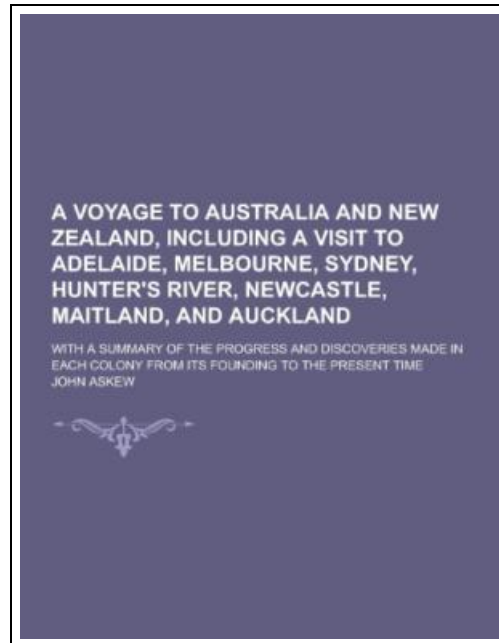 A VOYAGE TO AUSTRALIA AND NEW
ZEALAND, INCLUDING A VISIT TO
ADELAIDE, MELBOURNE, SYDNEY,
HUNTER'S RIVER, NEWCASTLE,
MAITLAND, AND AUCKLAND
WITH A SUMMARY OF THE PROGRESS AND DISCOVERIES MADE IN
EACH COLONY FROM ITS FOUNDING TO THE PRESENT TIME
JOHN ASKEW